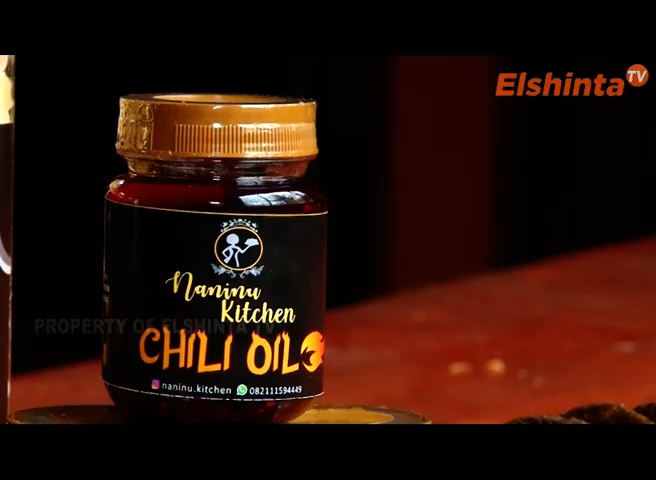 Elshinta TV
Naninu
Kitchen
PROPERTY OF ELSHINTA TV
CHILI OIL
naninu.kitchen 082111594449